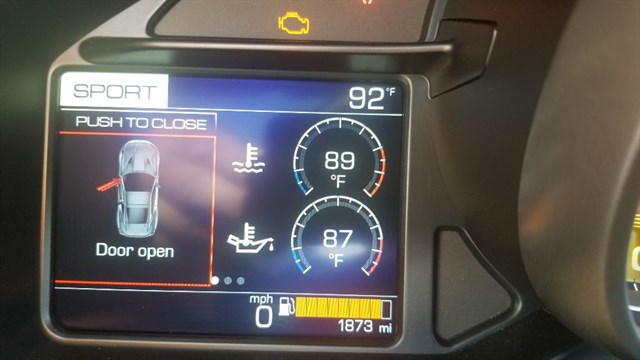 SPORT
92°F
PUSH TO CLOSE
89
°F
Door open
87
°F
mph
0
1873 mi